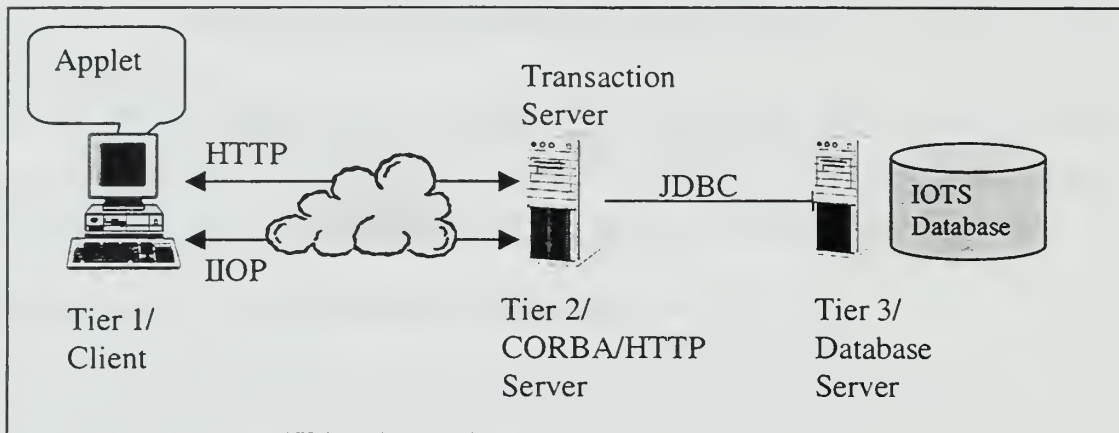 Applet
Transaction
Server
HTTP
JDBC
IOTS
Database
IIOP
Tier 1/
Client
Tier 2/
CORBA/HTTP
Server
Tier 3/
Database
Server